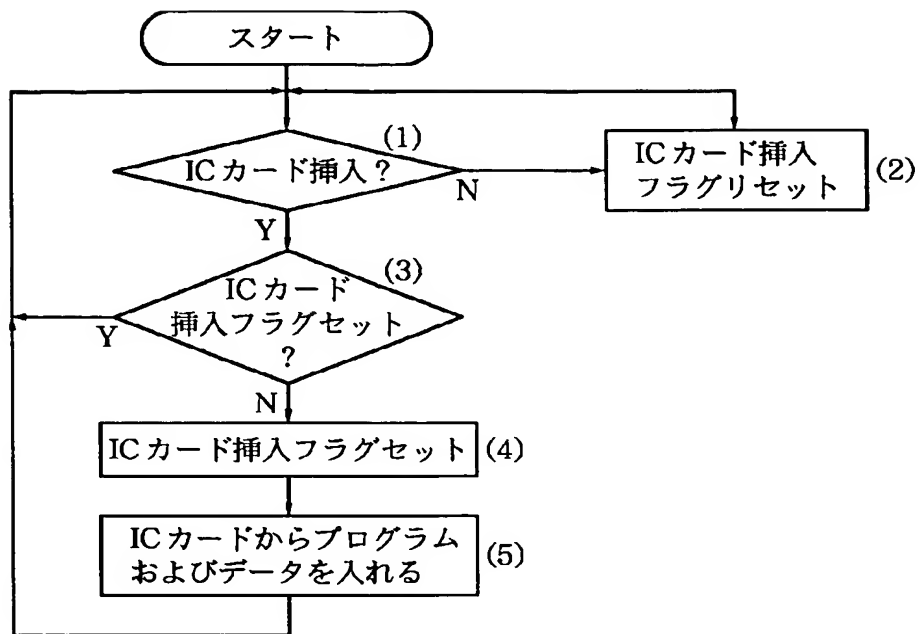 スタート
(1)
ICカード挿入?
N
ICカード挿入
フラグリセット
(2)
Y
(3)
ICカード
挿入フラグセット
?
Y
N
ICカード挿入フラグセット
(4)
ICカードからプログラム
およびデータを入れる
(5)